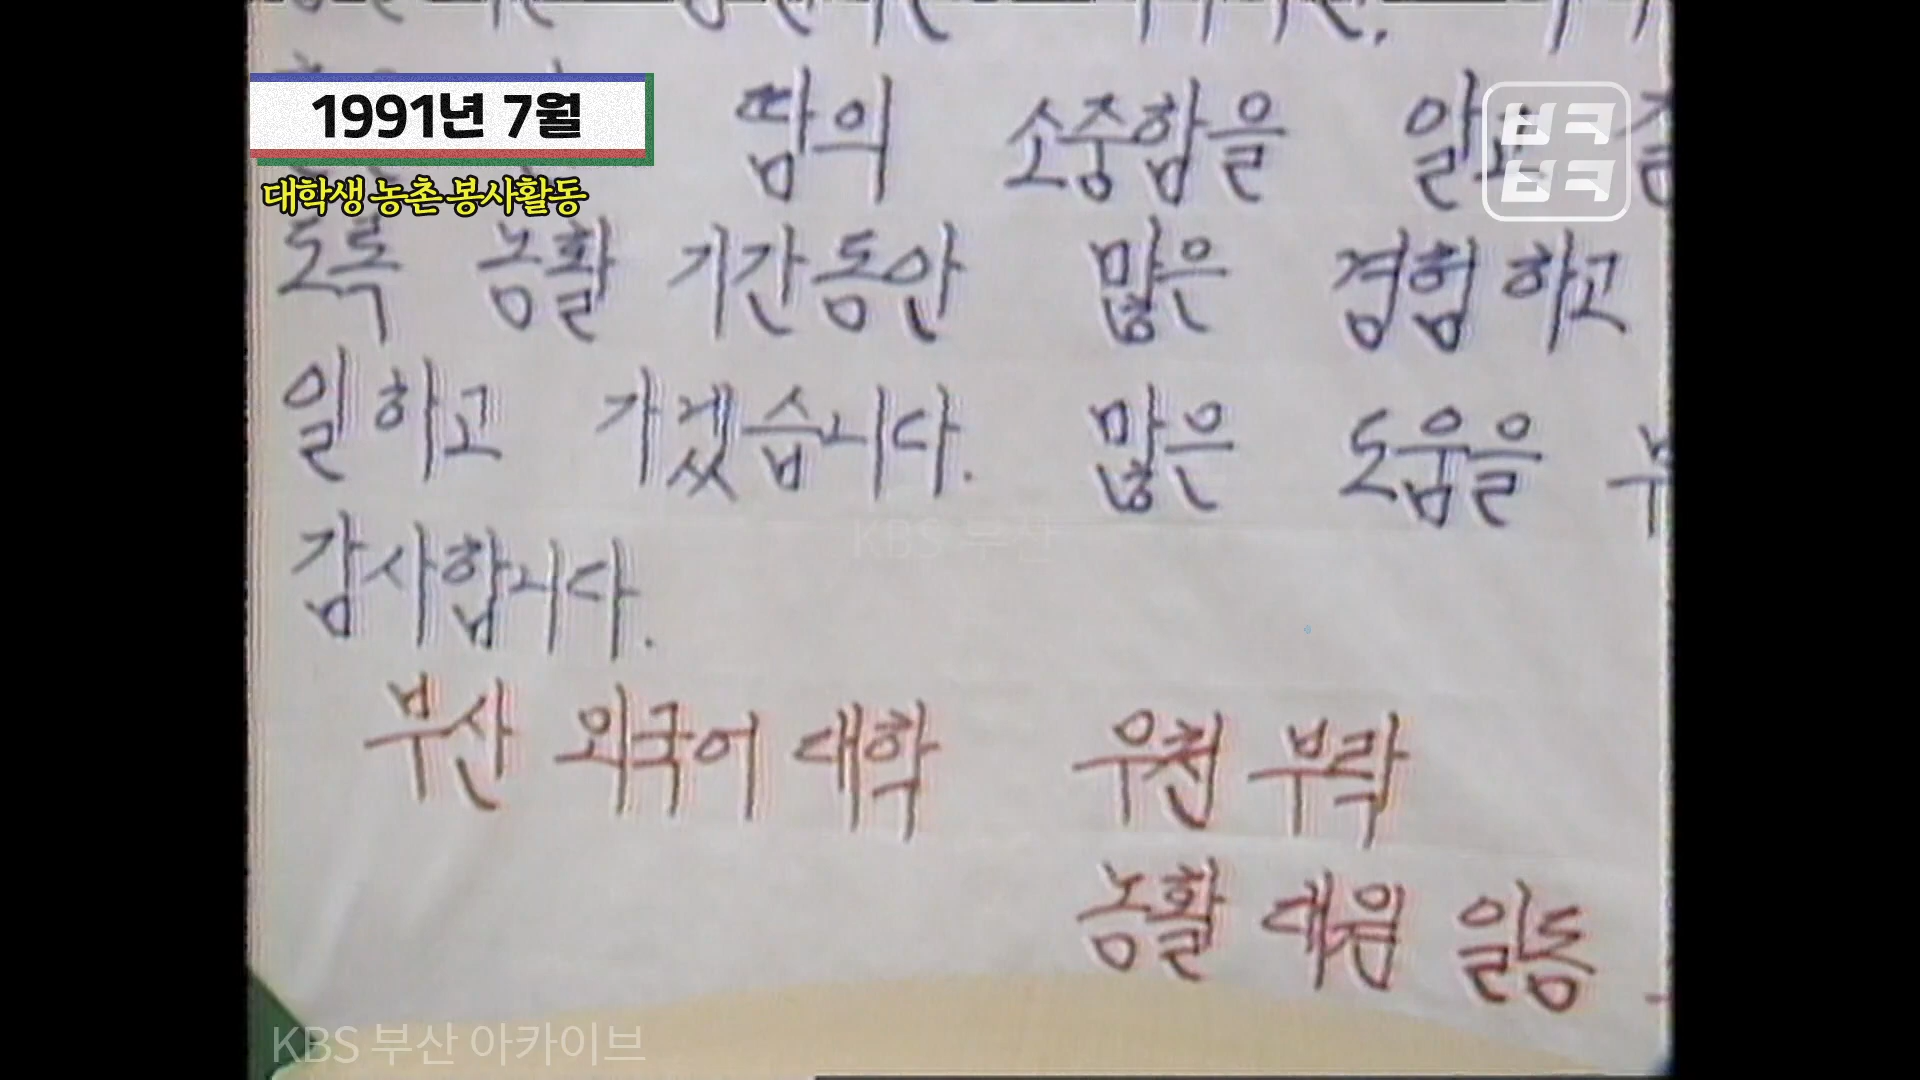 1991년 7월
대학생 농촌 봉사활동
부크
부크
땀의 소중함을
도록 농활 기간동안 많은 경험하고
일하고 가겠습니다. 많은 도움을
감사합니다.
KBS 부산
부산 외국어 대학 우천 부락
농활 대원 일동
KBS 부산 아카이브